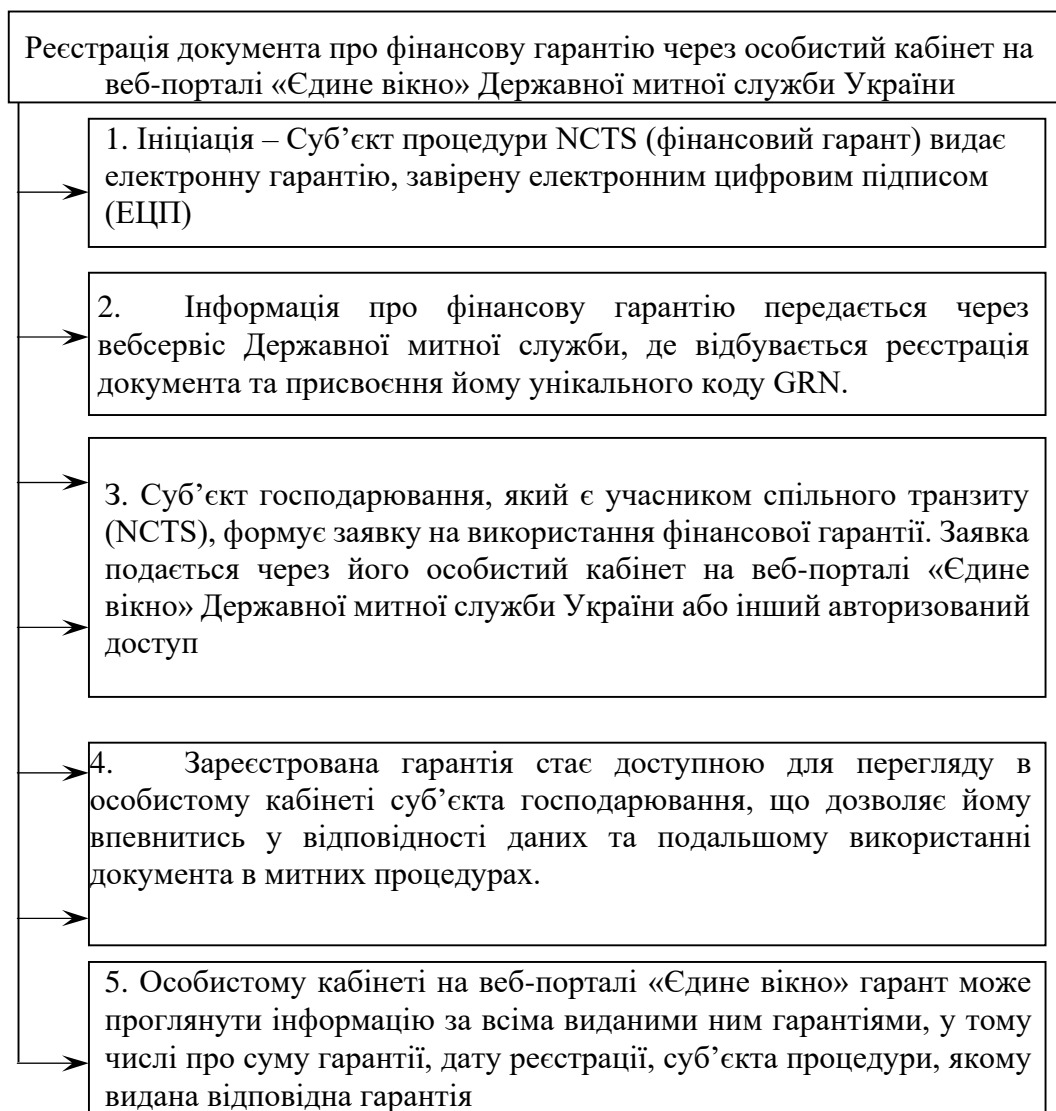 Реєстрація документа про фінансову гарантію через особистий кабінет на
веб-порталі «Єдине вікно» Державної митної служби України
1. Ініціація – Суб’єкт процедури NCTS (фінансовий гарант) видає
електронну гарантію, завірену електронним цифровим підписом
(ЕЦП)
2. Інформація про фінансову гарантію передається через
вебсервіс Державної митної служби, де відбувається реєстрація
документа та присвоєння йому унікального коду GRN.
3. Суб’єкт господарювання, який є учасником спільного транзиту
(NCTS), формує заявку на використання фінансової гарантії. Заявка
подається через його особистий кабінет на веб-порталі «Єдине
вікно» Державної митної служби України або інший авторизований
доступ
4. Зареєстрована гарантія стає доступною для перегляду в
особистому кабінеті суб’єкта господарювання, що дозволяє йому
впевнитись у відповідності даних та подальшому використанні
документа в митних процедурах.
5. Особистому кабінеті на веб-порталі «Єдине вікно» гарант може
проглянути інформацію за всіма виданими ним гарантіями, у тому
числі про суму гарантії, дату реєстрації, суб’єкта процедури, якому
видана відповідна гарантія